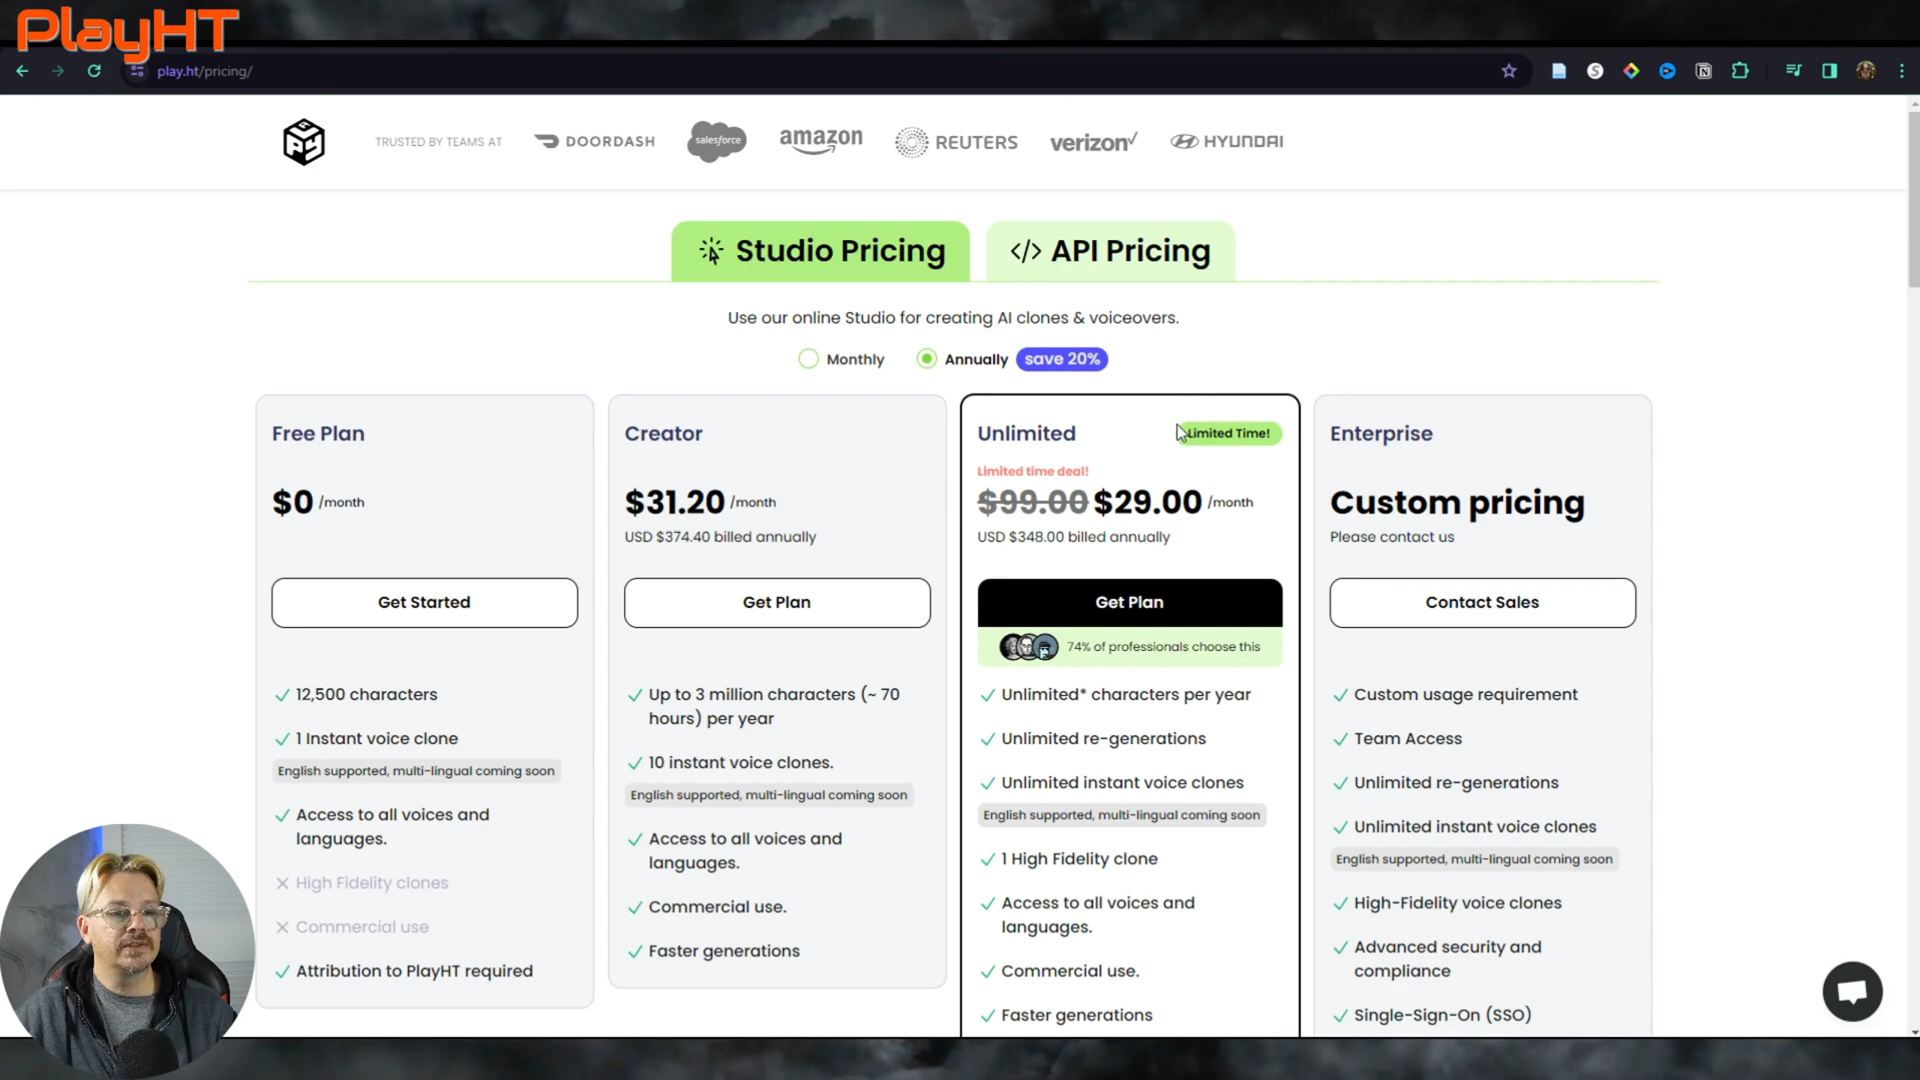 PlayHT
play.ht/pricing/
TRUSTED BY TEAMS AT
DOORDASH
salesforce
amazon
REUTERS
verizon✓
HYUNDAI
Studio Pricing
</> API Pricing
Use our online Studio for creating AI clones & voiceovers.
Monthly
Annually
save 20%
Free Plan
$0 /month
Get Started
12,500 characters
1 Instant voice clone
English supported, multi-lingual coming soon
Access to all voices and
languages.
High Fidelity clones
Commercial use
Attribution to PlayHT required
Creator
$31.20 /month
USD $374.40 billed annually
Get Plan
Up to 3 million characters (~ 70
hours) per year
10 instant voice clones.
English supported, multi-lingual coming soon
Access to all voices and
languages.
Commercial use.
Faster generations
Unlimited
Limited Time!
Limited time deal!
$99.00 $29.00 /month
USD $348.00 billed annually
Get Plan
74% of professionals choose this
Unlimited* characters per year
Unlimited re-generations
Unlimited instant voice clones
English supported, multi-lingual coming soon
1 High Fidelity clone
Access to all voices and
languages.
Commercial use.
Faster generations
Enterprise
Custom pricing
Please contact us
Contact Sales
Custom usage requirement
Team Access
Unlimited re-generations
Unlimited instant voice clones
English supported, multi-lingual coming soon
High-Fidelity voice clones
Advanced security and
compliance
Single-Sign-On (SSO)